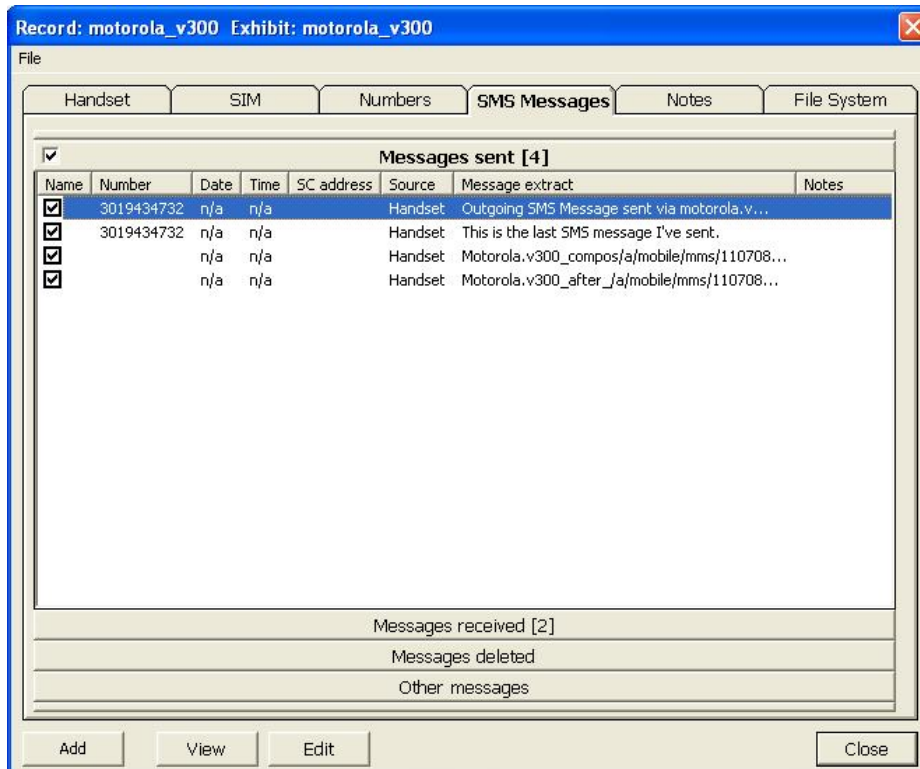 Record: motorola_v300 Exhibit: motorola_v300
File
Handset SIM Numbers SMS Messages Notes File System
Messages sent [4]
Name Number Date Time SC address Source Message extract Notes
3019434732 n/a n/a Handset Outgoing SMS Message sent via motorola.v...
3019434732 n/a n/a Handset This is the last SMS message I've sent.
n/a n/a Handset Motorola.v300_compos/a/mobile/mms/110708...
n/a n/a Handset Motorola.v300_after_/a/mobile/mms/110708...
Messages received [2]
Messages deleted
Other messages
Add View Edit Close